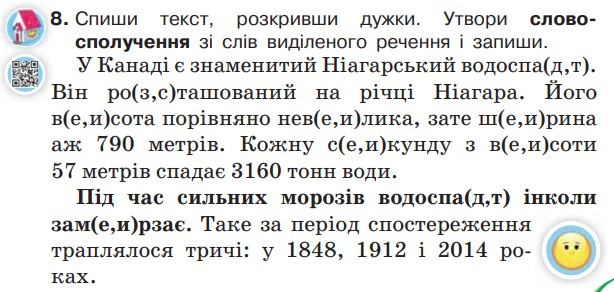 8. Спиши текст, розкривши дужки. Утвори слово-
сполучення зі слів виділеного речення і запиши.
У Канаді є знаменитий Ніагарський водоспа(д,т).
Він ро(з,с)ташований на річці Ніагара. Його
в(е,и)сота порівняно нев(е,и)лика, зате ш(е,и)рина
аж 790 метрів. Кожну с(е,и)кунду з в(е,и)соти
57 метрів спадає 3160 тонн води.
Під час сильних морозів водоспа(д,т) інколи
зам(е,и)рзає. Таке за період спостереження
траплялося тричі: у 1848, 1912 і 2014 ро-
ках.